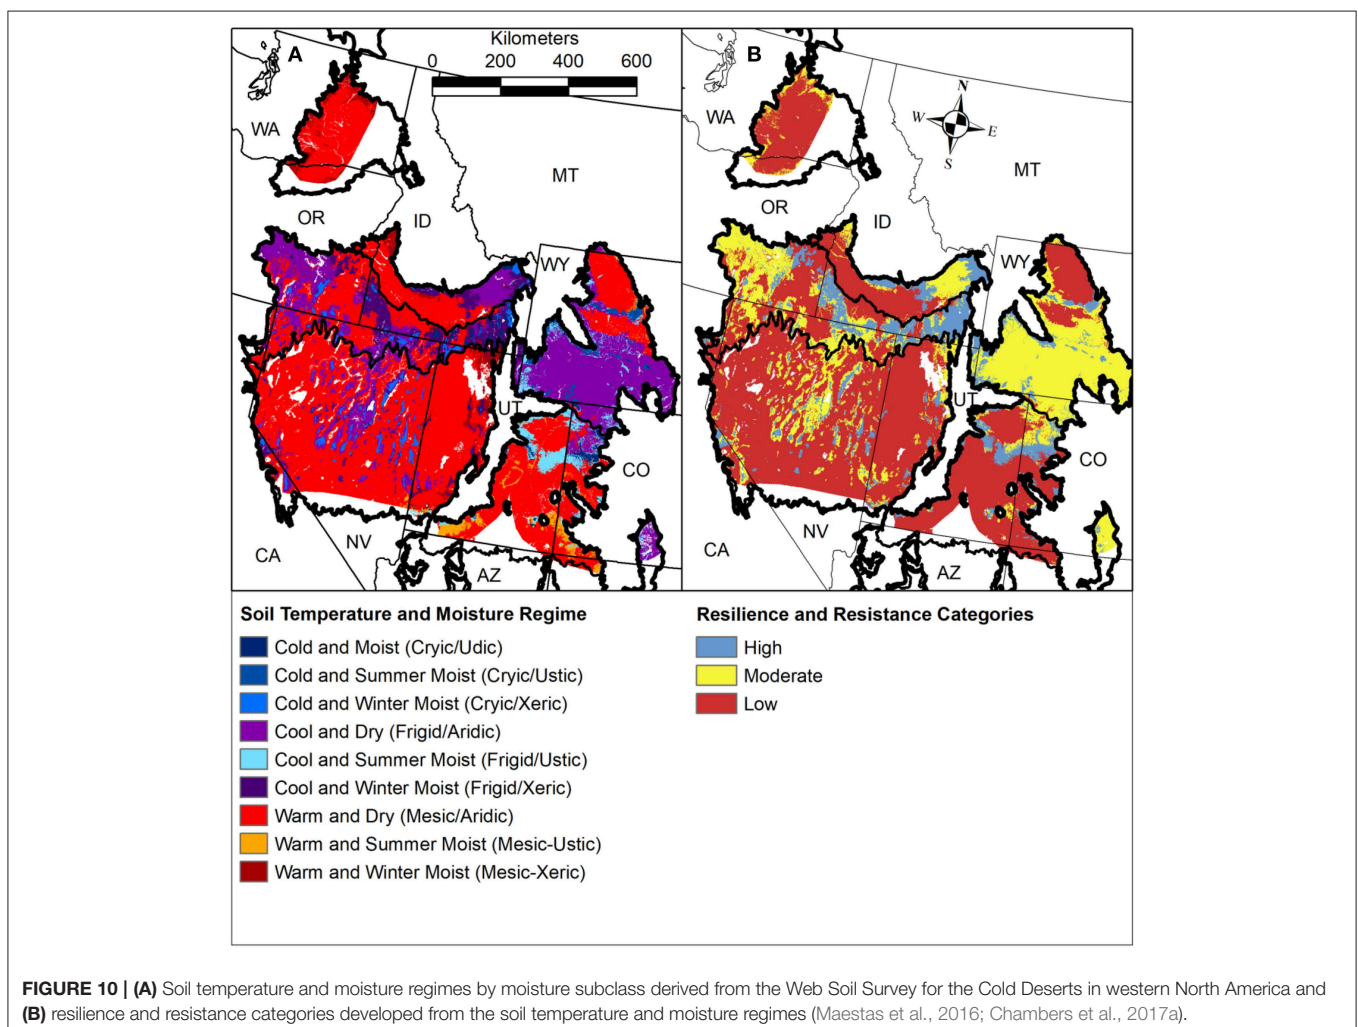 A
Kilometers
0 200 400 600
WA
OR
ID
MT
WY
UT
CO
CA
NV
AZ
B
N
W E
S
WA
OR
ID
MT
WY
UT
CO
CA
NV
AZ
Soil Temperature and Moisture Regime
Cold and Moist (Cryic/Udic)
Cold and Summer Moist (Cryic/Ustic)
Cold and Winter Moist (Cryic/Xeric)
Cool and Dry (Frigid/Aridic)
Cool and Summer Moist (Frigid/Ustic)
Cool and Winter Moist (Frigid/Xeric)
Warm and Dry (Mesic/Aridic)
Warm and Summer Moist (Mesic-Ustic)
Warm and Winter Moist (Mesic-Xeric)
Resilience and Resistance Categories
High
Moderate
Low
FIGURE 10 | (A) Soil temperature and moisture regimes by moisture subclass derived from the Web Soil Survey for the Cold Deserts in western North America and
(B) resilience and resistance categories developed from the soil temperature and moisture regimes (Maestas et al., 2016; Chambers et al., 2017a).